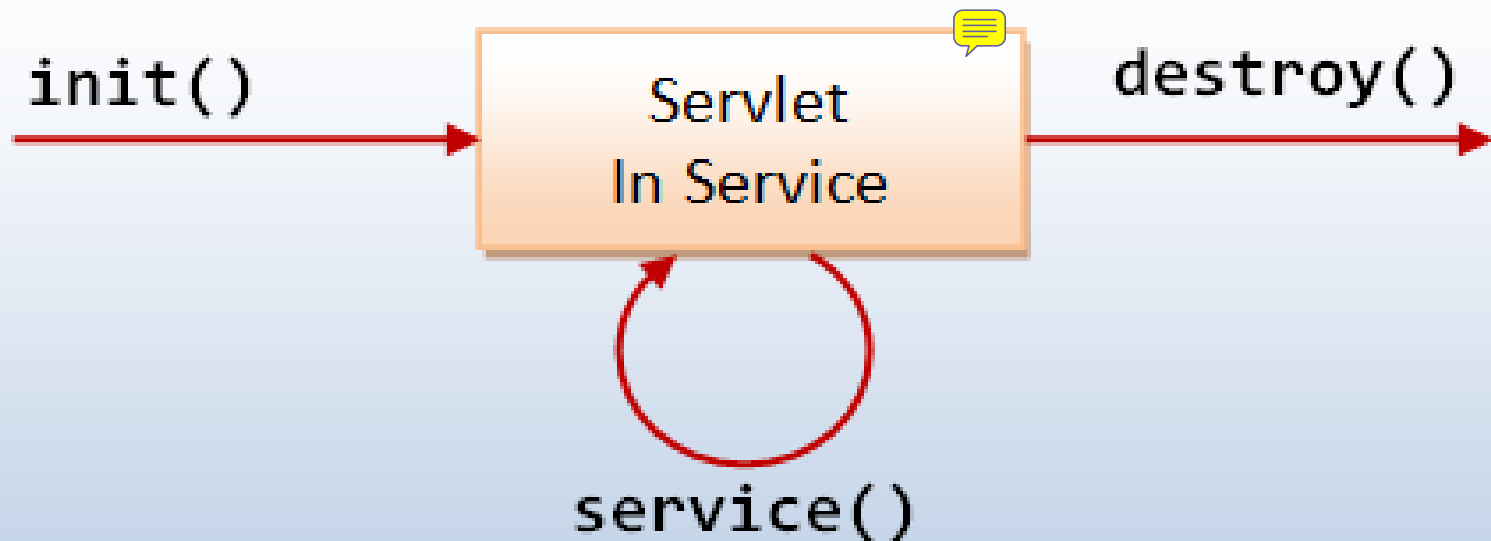 init()
Servlet
In Service
destroy()
service()